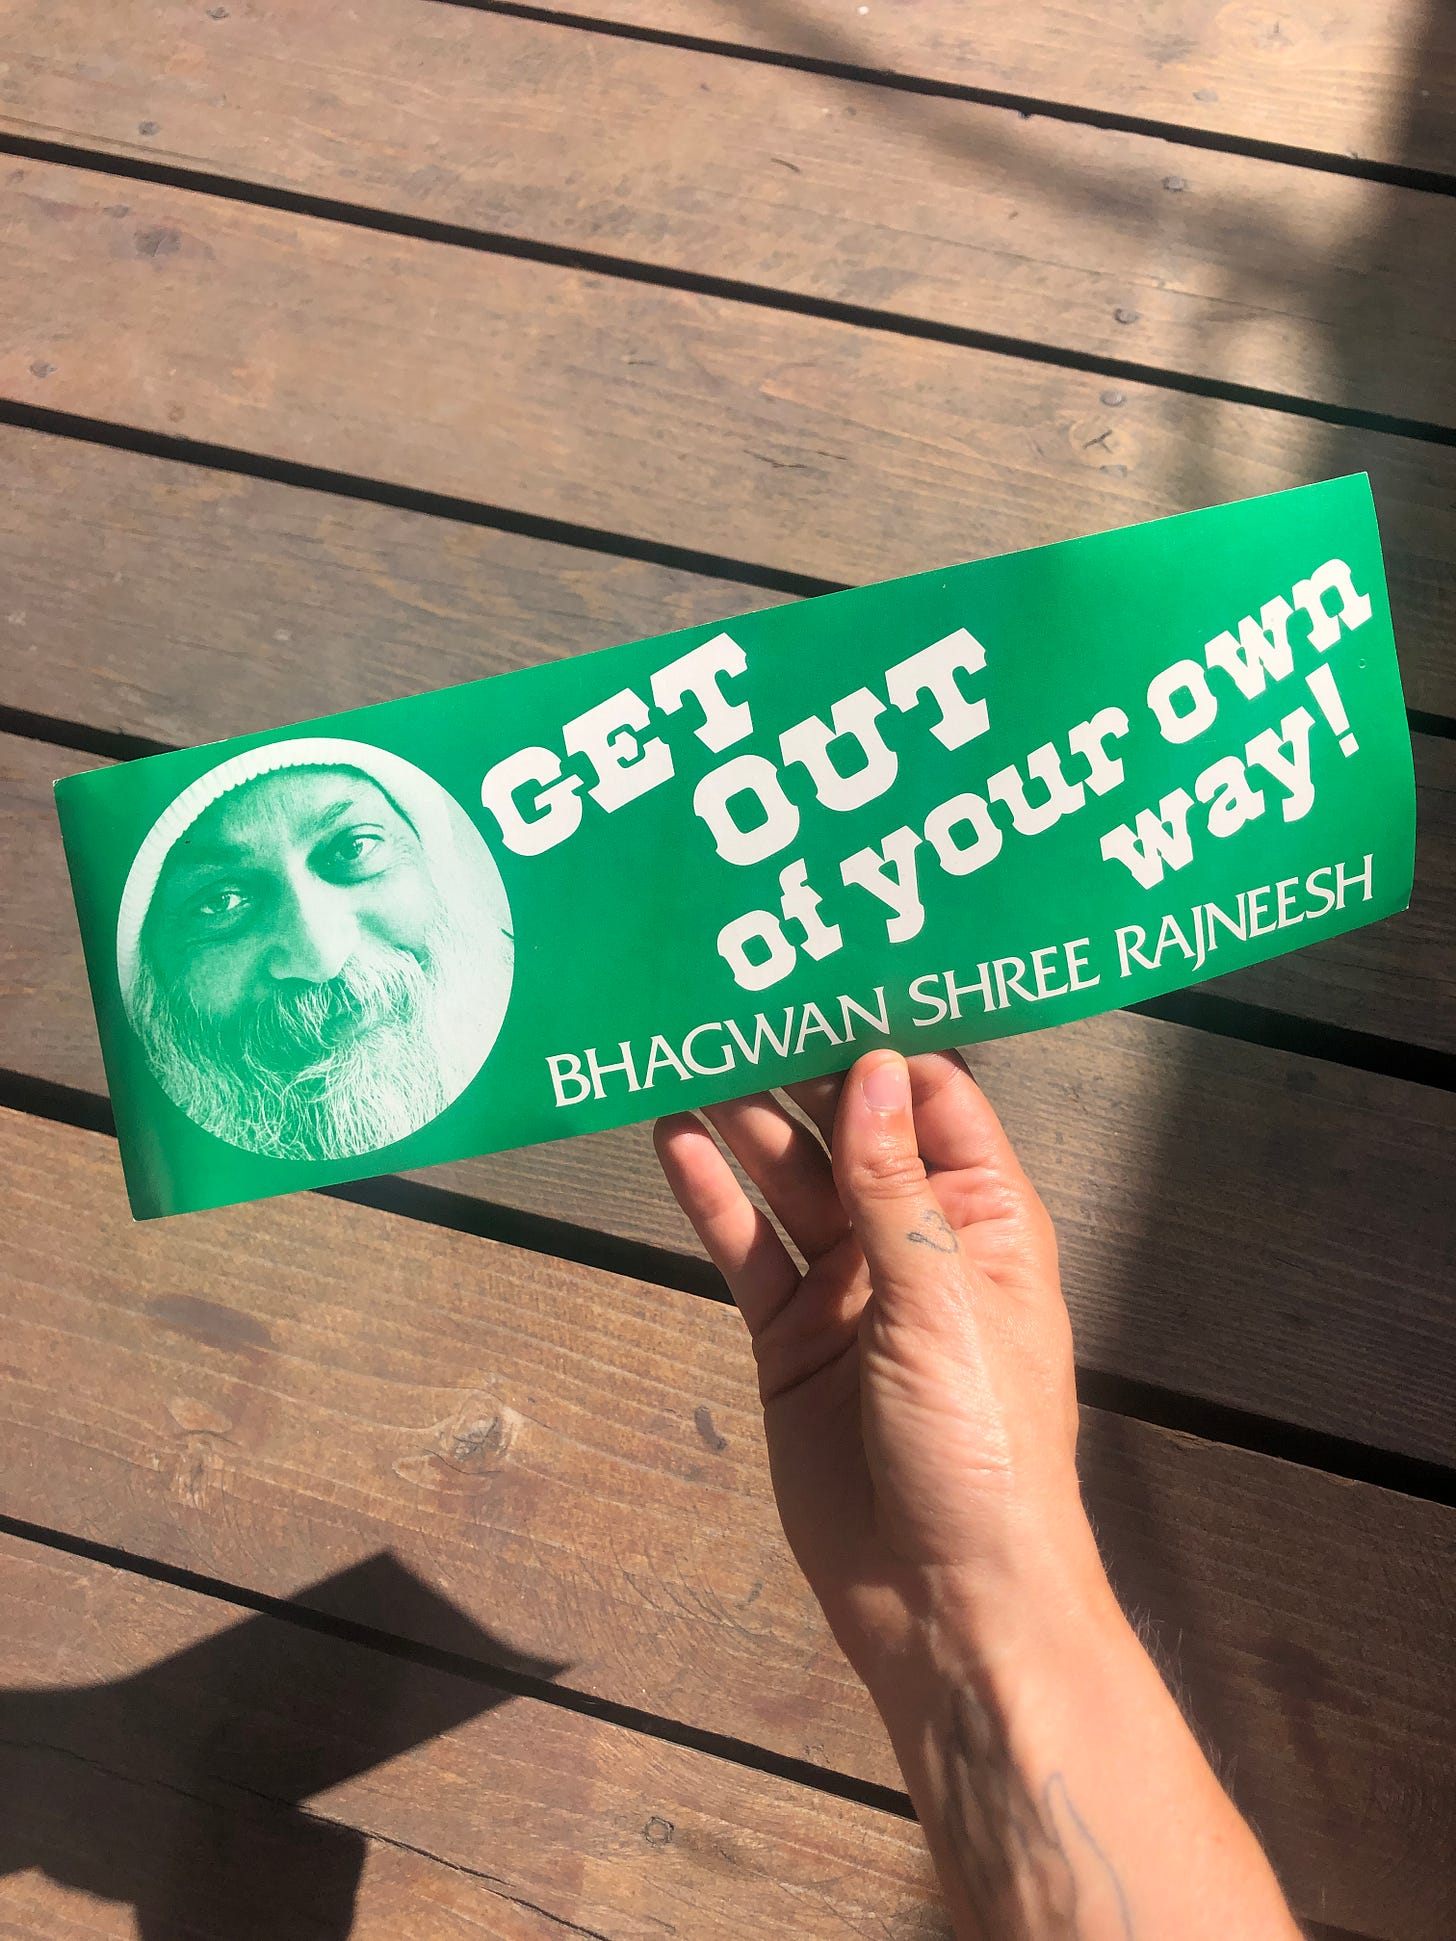 GET
OUT
of your own
way!
BHAGWAN SHREE RAJNEESH